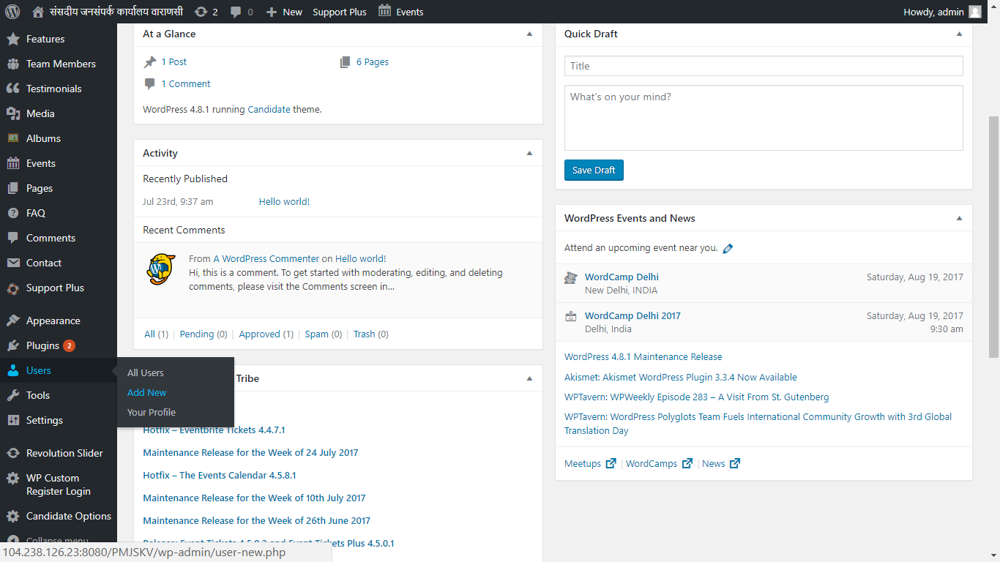 संसदीय जनसंपर्क कार्यालय वाराणसी 2 0 New Support Plus Events Howdy, admin
Features
Team Members
Testimonials
Media
Albums
Events
Pages
FAQ
Comments
Contact
Support Plus
Appearance
Plugins 2
Users
Tools
Settings
Revolution Slider
WP Custom
Register Login
Candidate Options
Collapse menu
All Users
Add New
Your Profile
At a Glance
1 Post 6 Pages
1 Comment
WordPress 4.8.1 running Candidate theme.
Activity
Recently Published
Jul 23rd, 9:37 am Hello world!
Recent Comments
From A WordPress Commenter on Hello world!
Hi, this is a comment. To get started with moderating, editing, and deleting
comments, please visit the Comments screen in…
All (1) | Pending (0) | Approved (1) | Spam (0) | Trash (0)
Tribe
Hotfix – Eventbrite Tickets 4.4.7.1
Maintenance Release for the Week of 24 July 2017
Hotfix – The Events Calendar 4.5.8.1
Maintenance Release for the Week of 10th July 2017
Maintenance Release for the Week of 26th June 2017
Release: Event Tickets 4.5.0.2 and Event Tickets Plus 4.5.0.1
Quick Draft
Title
What's on your mind?
Save Draft
WordPress Events and News
Attend an upcoming event near you.
WordCamp Delhi Saturday, Aug 19, 2017
New Delhi, INDIA
WordCamp Delhi 2017 Saturday, Aug 19, 2017
Delhi, India 9:30 am
WordPress 4.8.1 Maintenance Release
Akismet: Akismet WordPress Plugin 3.3.4 Now Available
WPTavern: WPWeekly Episode 283 – A Visit From St. Gutenberg
WPTavern: WordPress Polyglots Team Fuels International Community Growth with 3rd Global
Translation Day
Meetups | WordCamps | News
104.238.126.23:8080/PMJSKV/wp-admin/user-new.php